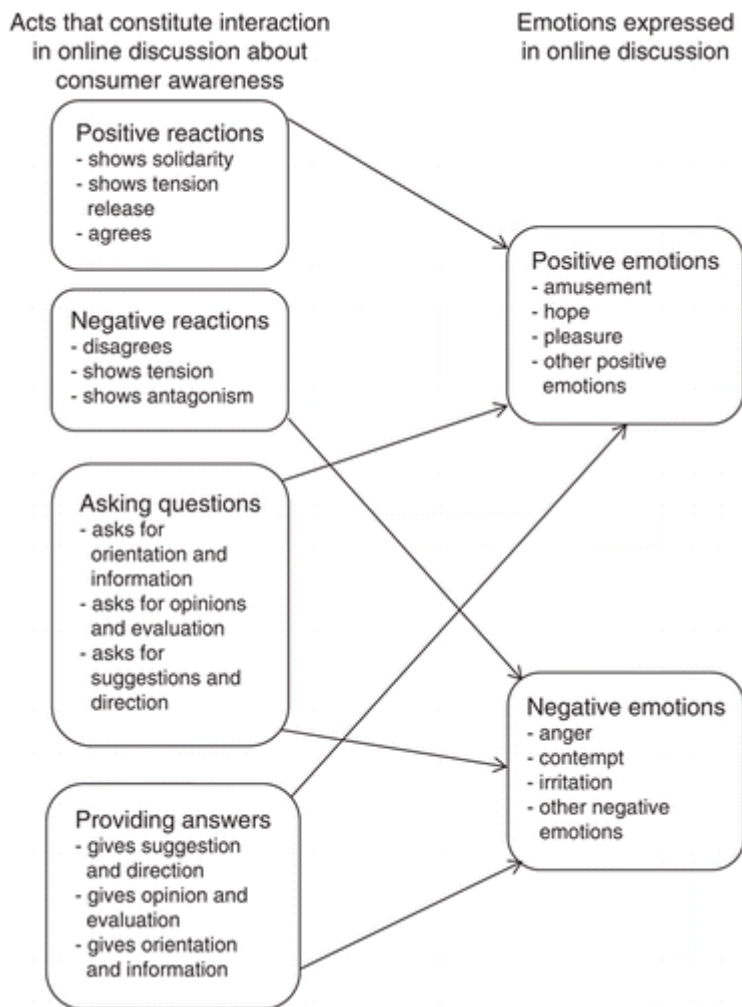 Acts that constitute interaction
in online discussion about
consumer awareness
Emotions expressed
in online discussion
Positive reactions
- shows solidarity
- shows tension
release
- agrees
Negative reactions
- disagrees
- shows tension
- shows antagonism
Asking questions
- asks for
orientation and
information
- asks for opinions
and evaluation
- asks for
suggestions and
direction
Providing answers
- gives suggestion
and direction
- gives opinion and
evaluation
- gives orientation
and information
Positive emotions
- amusement
- hope
- pleasure
- other positive
emotions
Negative emotions
- anger
- contempt
- irritation
- other negative
emotions